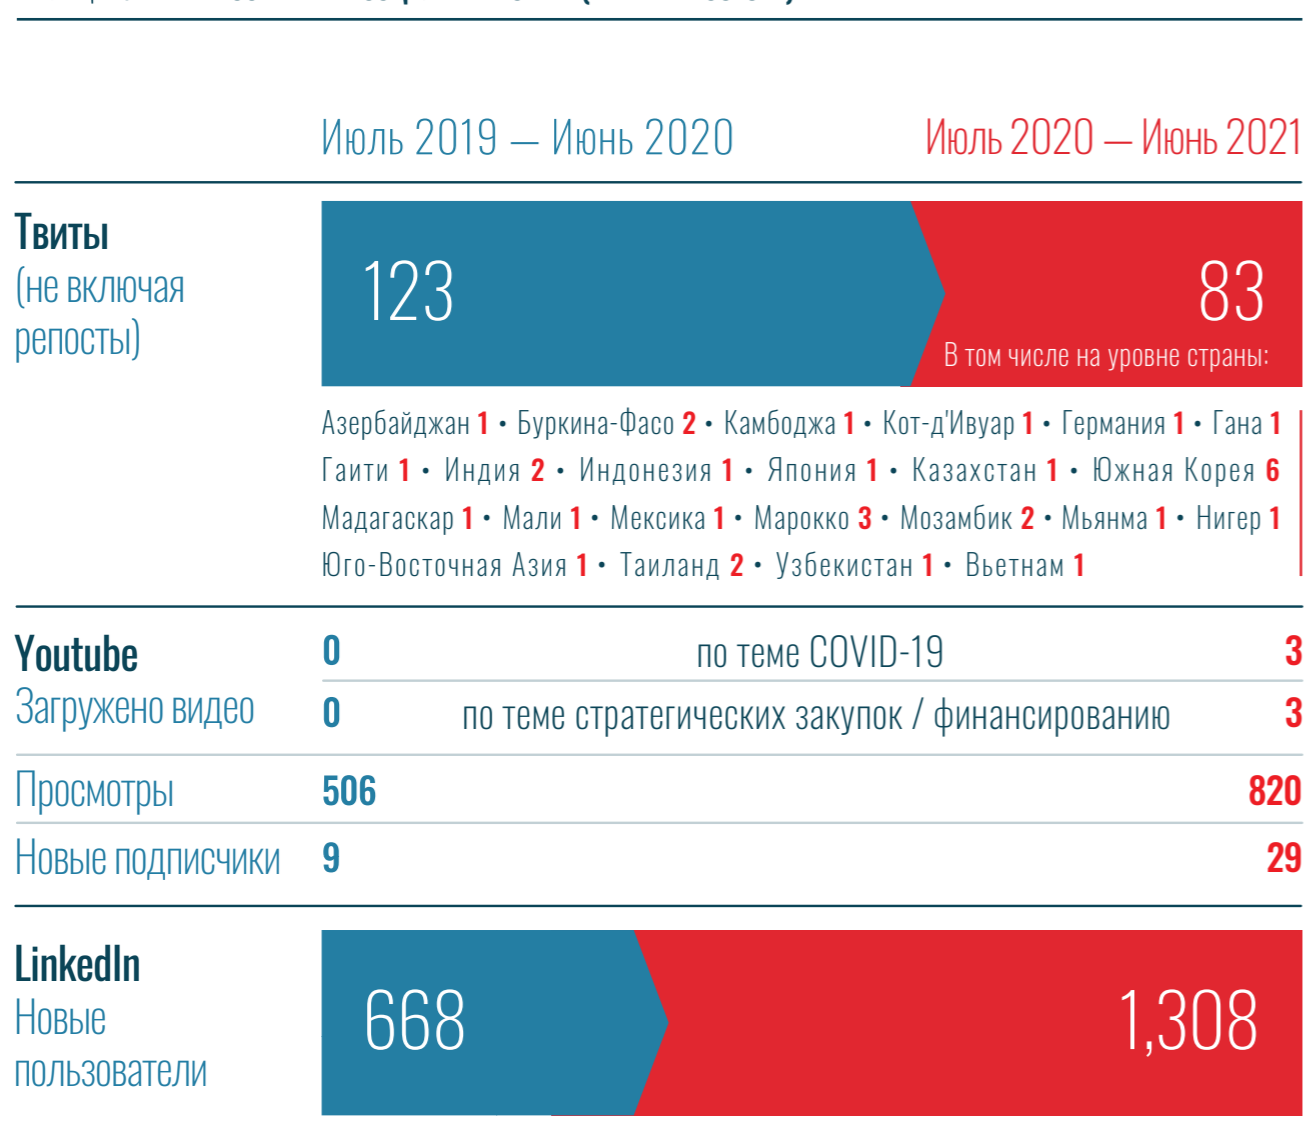 Июль 2019 — Июнь 2020 Июль 2020 — Июнь 2021
Твиты
(не включая
репосты)
123 83
В том числе на уровне страны:
Азербайджан 1 • Буркина-Фасо 2 • Камбоджа 1 • Кот-д'Ивуар 1 • Германия 1 • Гана 1
Гаити 1 • Индия 2 • Индонезия 1 • Япония 1 • Казахстан 1 • Южная Корея 6
Мадагаскар 1 • Мали 1 • Мексика 1 • Марокко 3 • Мозамбик 2 • Мьянма 1 • Нигер 1
Юго-Восточная Азия 1 • Таиланд 2 • Узбекистан 1 • Вьетнам 1
Youtube 0 по теме COVID-19 3
Загружено видео 0 по теме стратегических закупок / финансированию 3
Просмотры 506 820
Новые подписчики 9 29
LinkedIn
Новые
пользователи
668 1,308